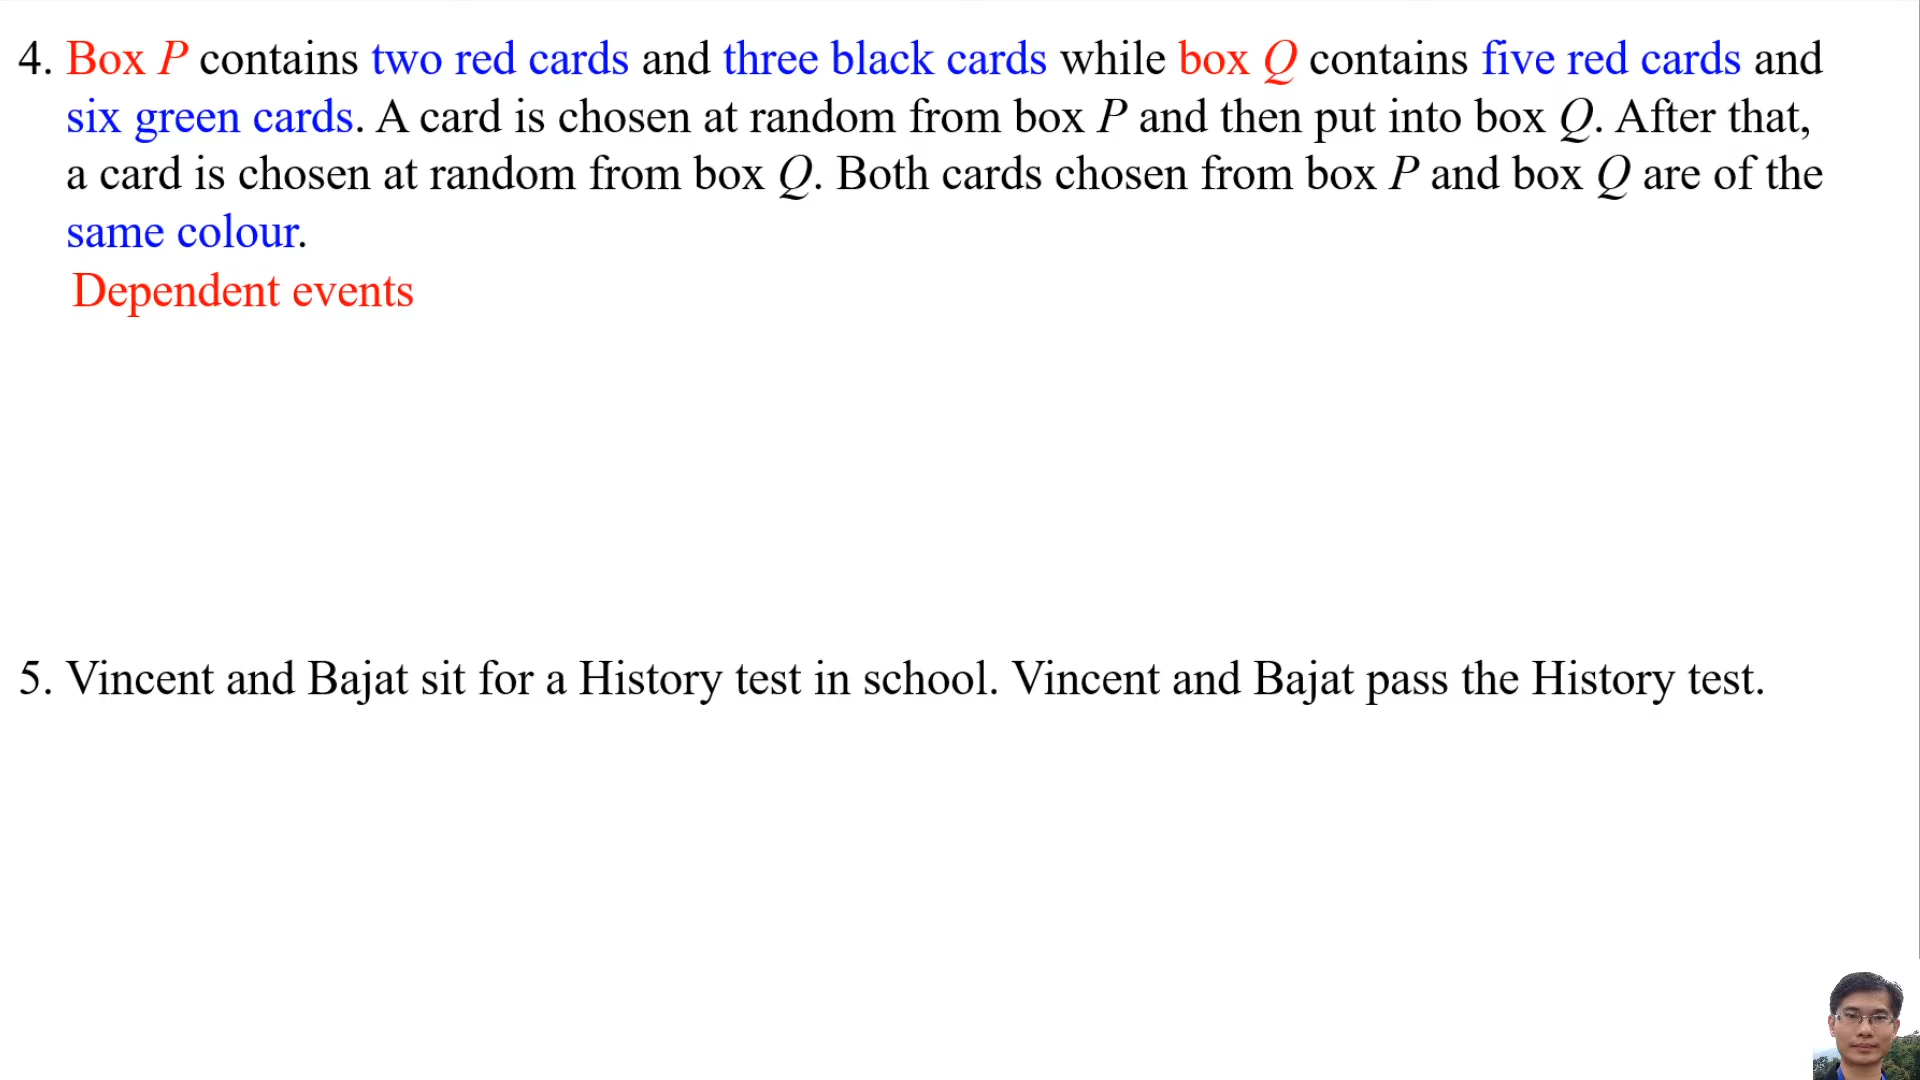 4. Box P contains two red cards and three black cards while box Q contains five red cards and
six green cards. A card is chosen at random from box P and then put into box Q. After that,
a card is chosen at random from box Q. Both cards chosen from box P and box Q are of the
same colour.
Dependent events
5. Vincent and Bajat sit for a History test in school. Vincent and Bajat pass the History test.